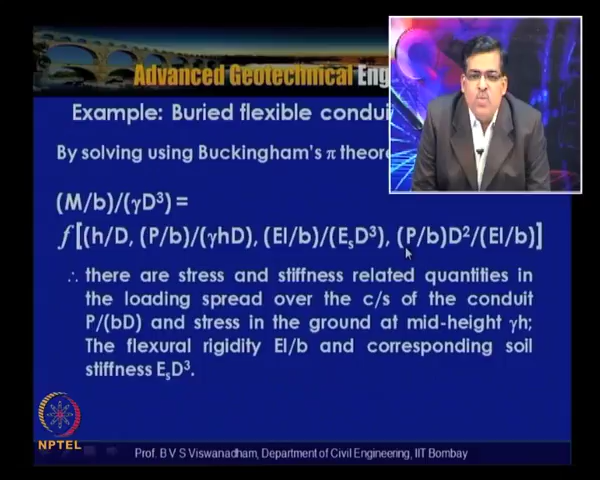 Advanced Geotechnical Eng
Example: Buried flexible condui
By solving using Buckingham's π theore
(M/b)/(γD³) =
f[(h/D, (P/b)/(γhD), (EI/b)/(EₛD³), (P/b)D²/(EI/b)]
∴ there are stress and stiffness related quantities in
the loading spread over the c/s of the conduit
P/(bD) and stress in the ground at mid-height γh;
The flexural rigidity EI/b and corresponding soil
stiffness EₛD³.
NPTEL
Prof. B V S Viswanadham, Department of Civil Engineering, IIT Bombay